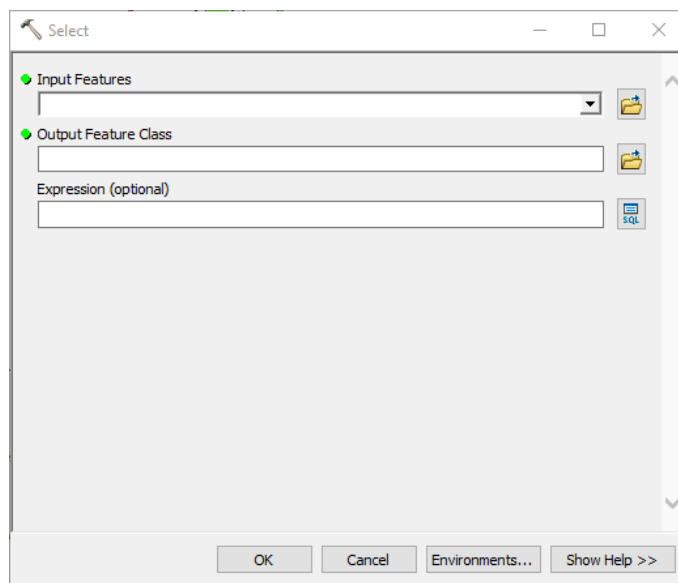 Select
Input Features
Output Feature Class
Expression (optional)
SQL
OK Cancel Environments... Show Help >>